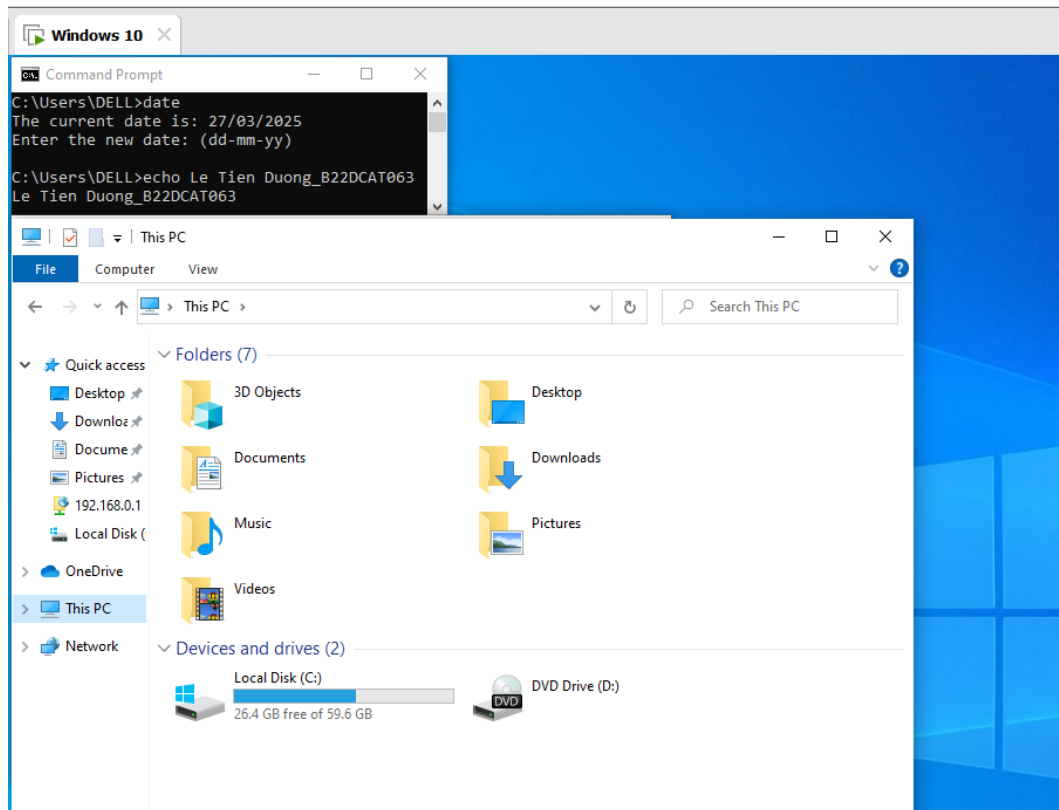 Windows 10
Command Prompt
C:\Users\DELL>date
The current date is: 27/03/2025
Enter the new date: (dd-mm-yy)
C:\Users\DELL>echo Le Tien Duong_B22DCAT063
Le Tien Duong_B22DCAT063
This PC
File Computer View
This PC
Search This PC
Quick access
Desktop
Downloa
Docume
Pictures
192.168.0.1
Local Disk (
OneDrive
This PC
Network
Folders (7)
3D Objects
Desktop
Documents
Downloads
Music
Pictures
Videos
Devices and drives (2)
Local Disk (C:)
26.4 GB free of 59.6 GB
DVD
DVD Drive (D:)